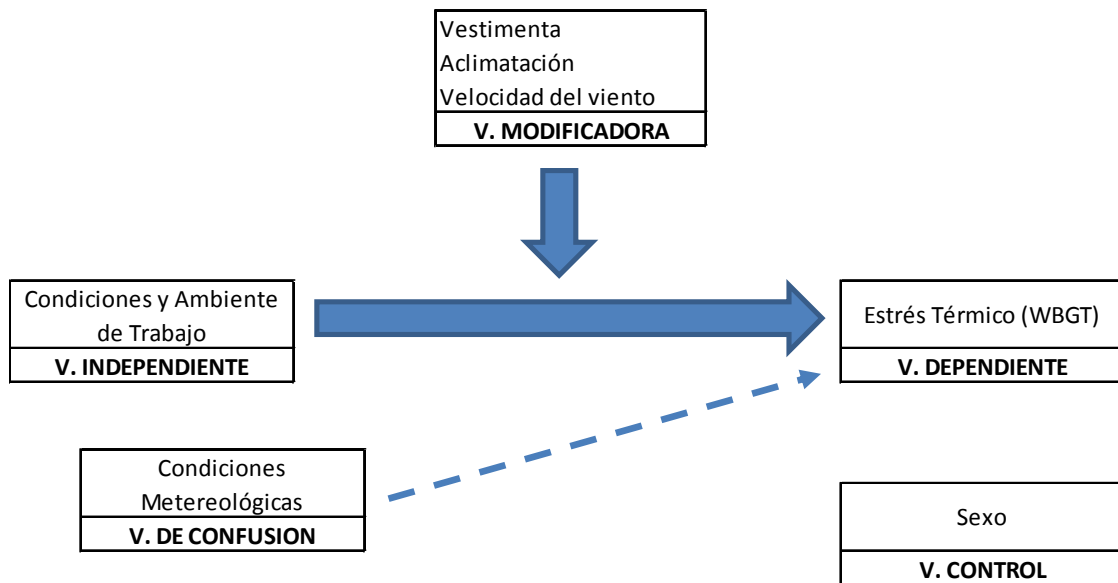 Vestimenta
Aclimatación
Velocidad del viento
V. MODIFICADORA
Condiciones y Ambiente
de Trabajo
V. INDEPENDIENTE
Estrés Térmico (WBGT)
V. DEPENDIENTE
Condiciones
Metereológicas
V. DE CONFUSION
Sexo
V. CONTROL